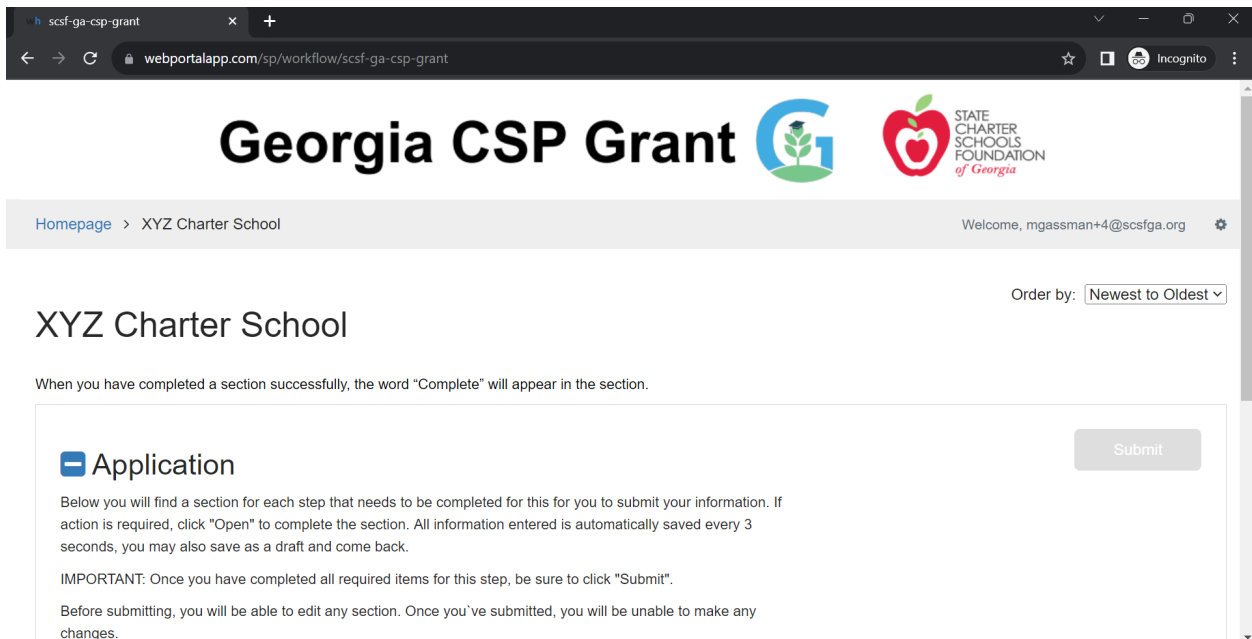 wh scsf-ga-csp-grant
webportalapp.com/sp/workflow/scsf-ga-csp-grant
Incognito
Georgia CSP Grant
G
STATE
CHARTER
SCHOOLS
FOUNDATION
of Georgia
Homepage > XYZ Charter School
Welcome, mgassman+4@scsfga.org
Order by: Newest to Oldest
XYZ Charter School
When you have completed a section successfully, the word “Complete” will appear in the section.
Submit
Application
Below you will find a section for each step that needs to be completed for this for you to submit your information. If
action is required, click "Open" to complete the section. All information entered is automatically saved every 3
seconds, you may also save as a draft and come back.
IMPORTANT: Once you have completed all required items for this step, be sure to click "Submit".
Before submitting, you will be able to edit any section. Once you`ve submitted, you will be unable to make any
changes.